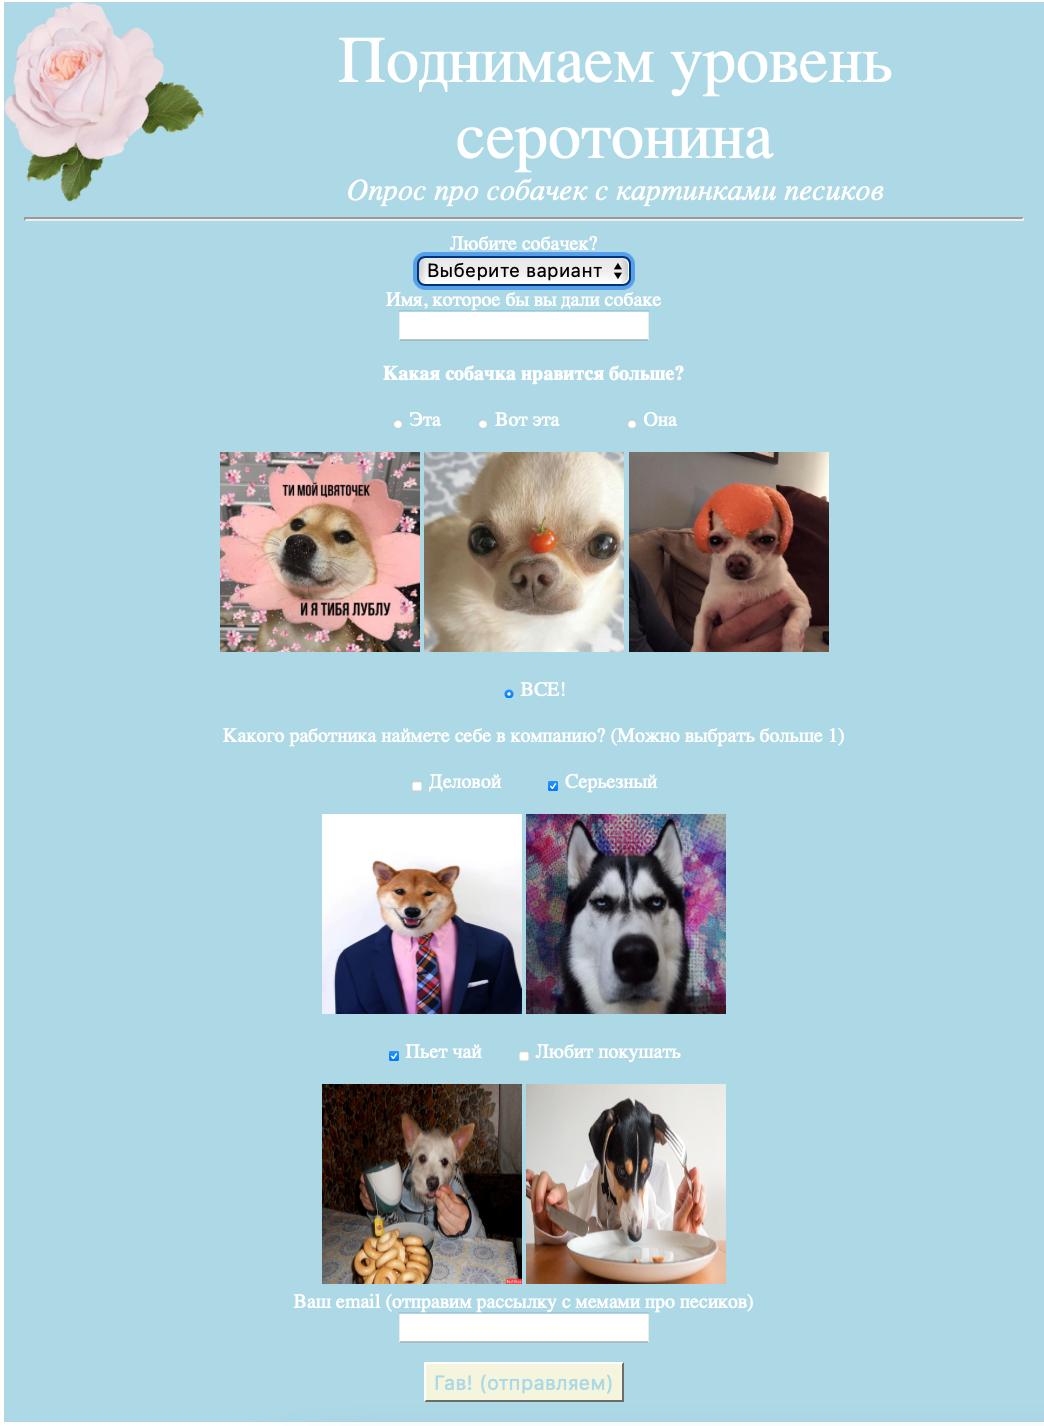 Поднимаем уровень
серотонина
Опрос про собачек с картинками песиков
Любите собачек?
Выберите вариант
Имя, которое бы вы дали собаке
Какая собачка нравится больше?
Эта Вот эта Она
ТИ МОЙ ЦВЯТОЧЕК
И Я ТИБЯ ЛУБЛУ
ВСЕ!
Какого работника наймете себе в компанию? (Можно выбрать больше 1)
Деловой Серьезный
Пьет чай Любит покушать
Ваш email (отправим рассылку с мемами про песиков)
Гав! (отправляем)